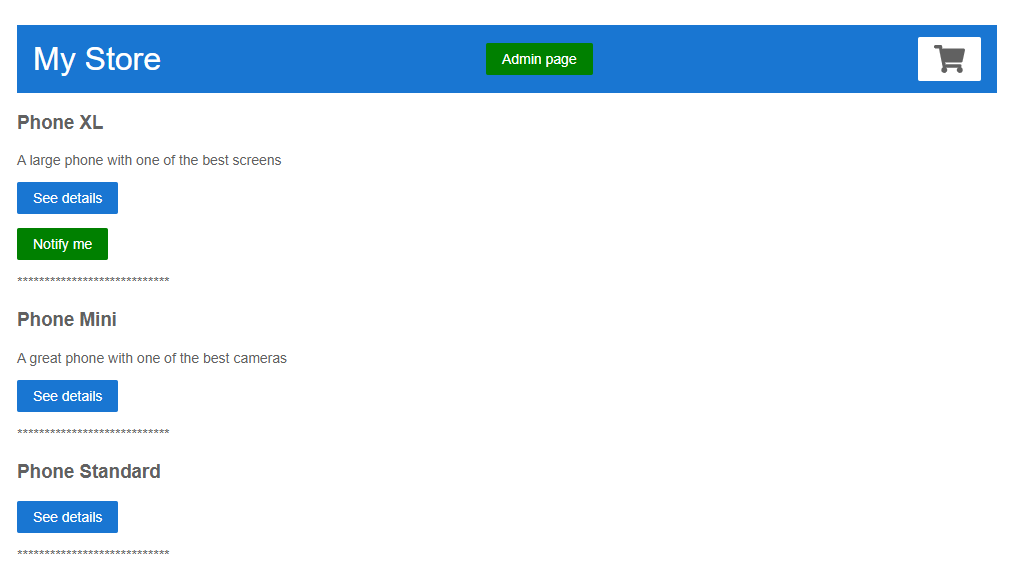 My Store
Admin page
Phone XL
A large phone with one of the best screens
See details
Notify me
****************************
Phone Mini
A great phone with one of the best cameras
See details
****************************
Phone Standard
See details
****************************